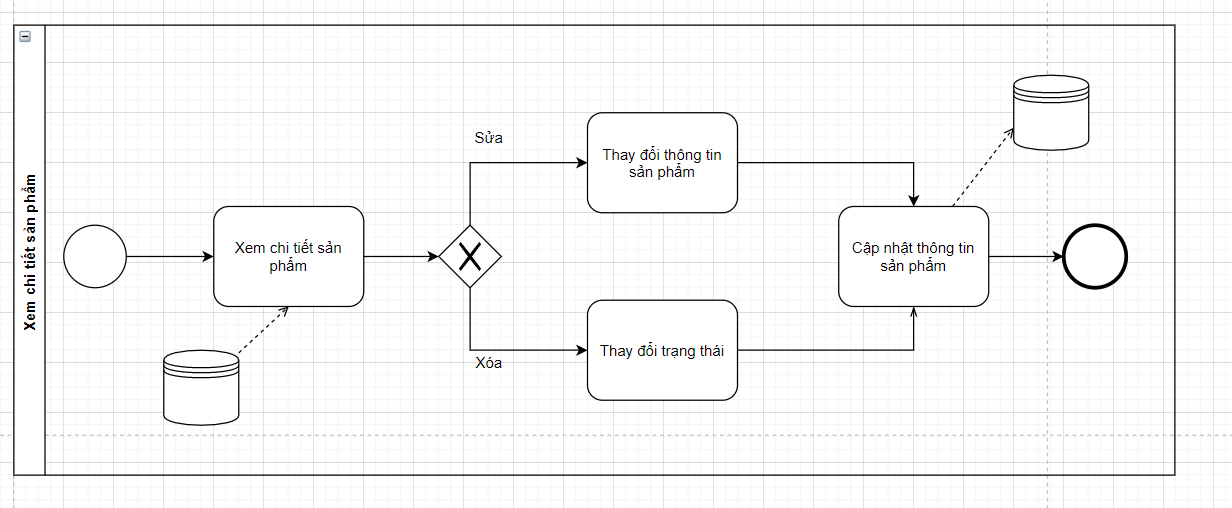 Xem chi tiết sản phẩm
Xem chi tiết sản
phẩm
Sửa
Thay đổi thông tin
sản phẩm
Xóa
Thay đổi trạng thái
Cập nhật thông tin
sản phẩm